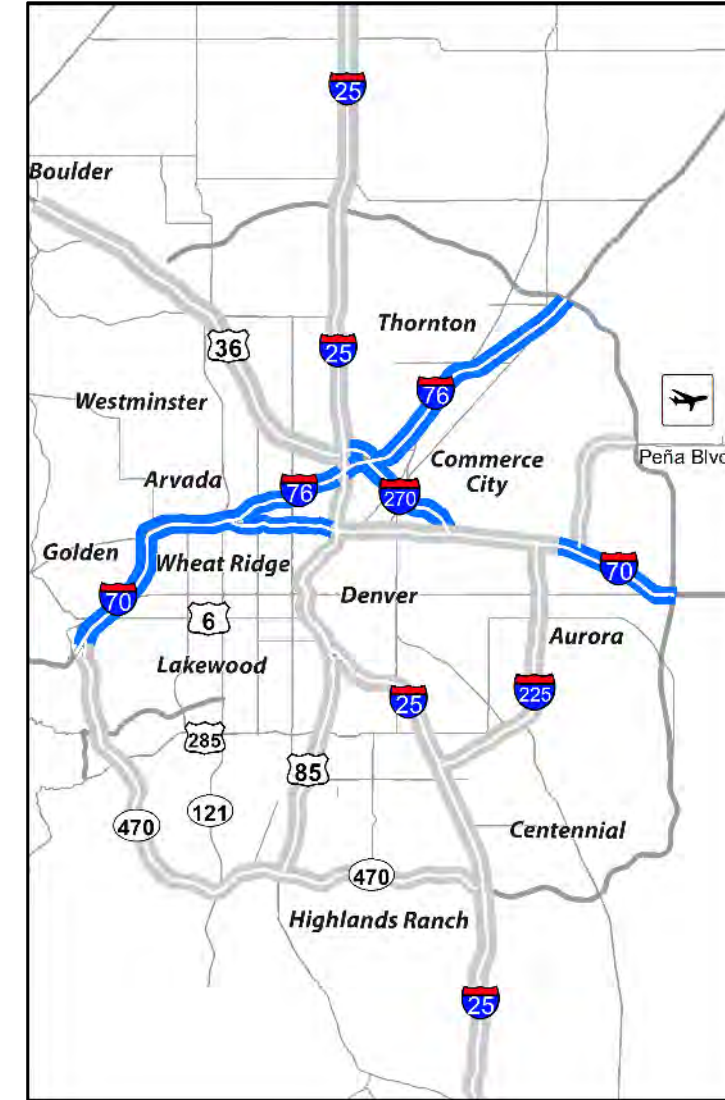 25
Boulder
Thornton
36
25
76
Westminster
Peña Blvd
Commerce
City
Arvada
76
270
Golden
Wheat Ridge
70
70
Denver
6
Aurora
Lakewood
25
225
285
85
121
470
Centennial
470
Highlands Ranch
25